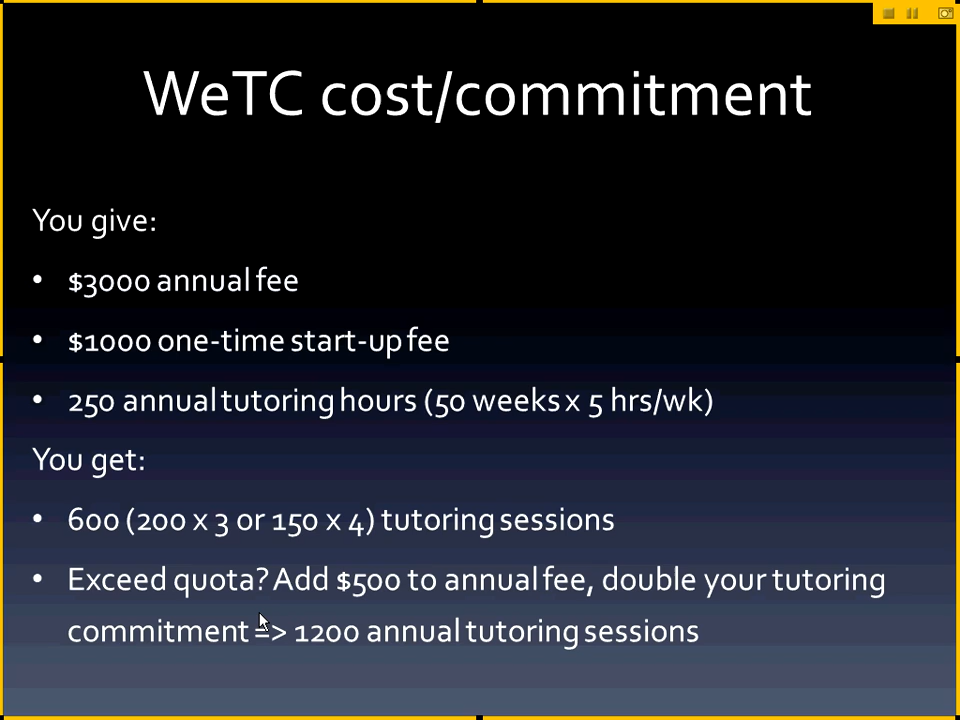 WeTC cost/commitment
You give:
• $3000 annual fee
• $1000 one-time start-up fee
• 250 annual tutoring hours (50 weeks x 5 hrs/wk)
You get:
• 600 (200 x 3 or 150 x 4) tutoring sessions
• Exceed quota? Add $500 to annual fee, double your tutoring
commitment => 1200 annual tutoring sessions